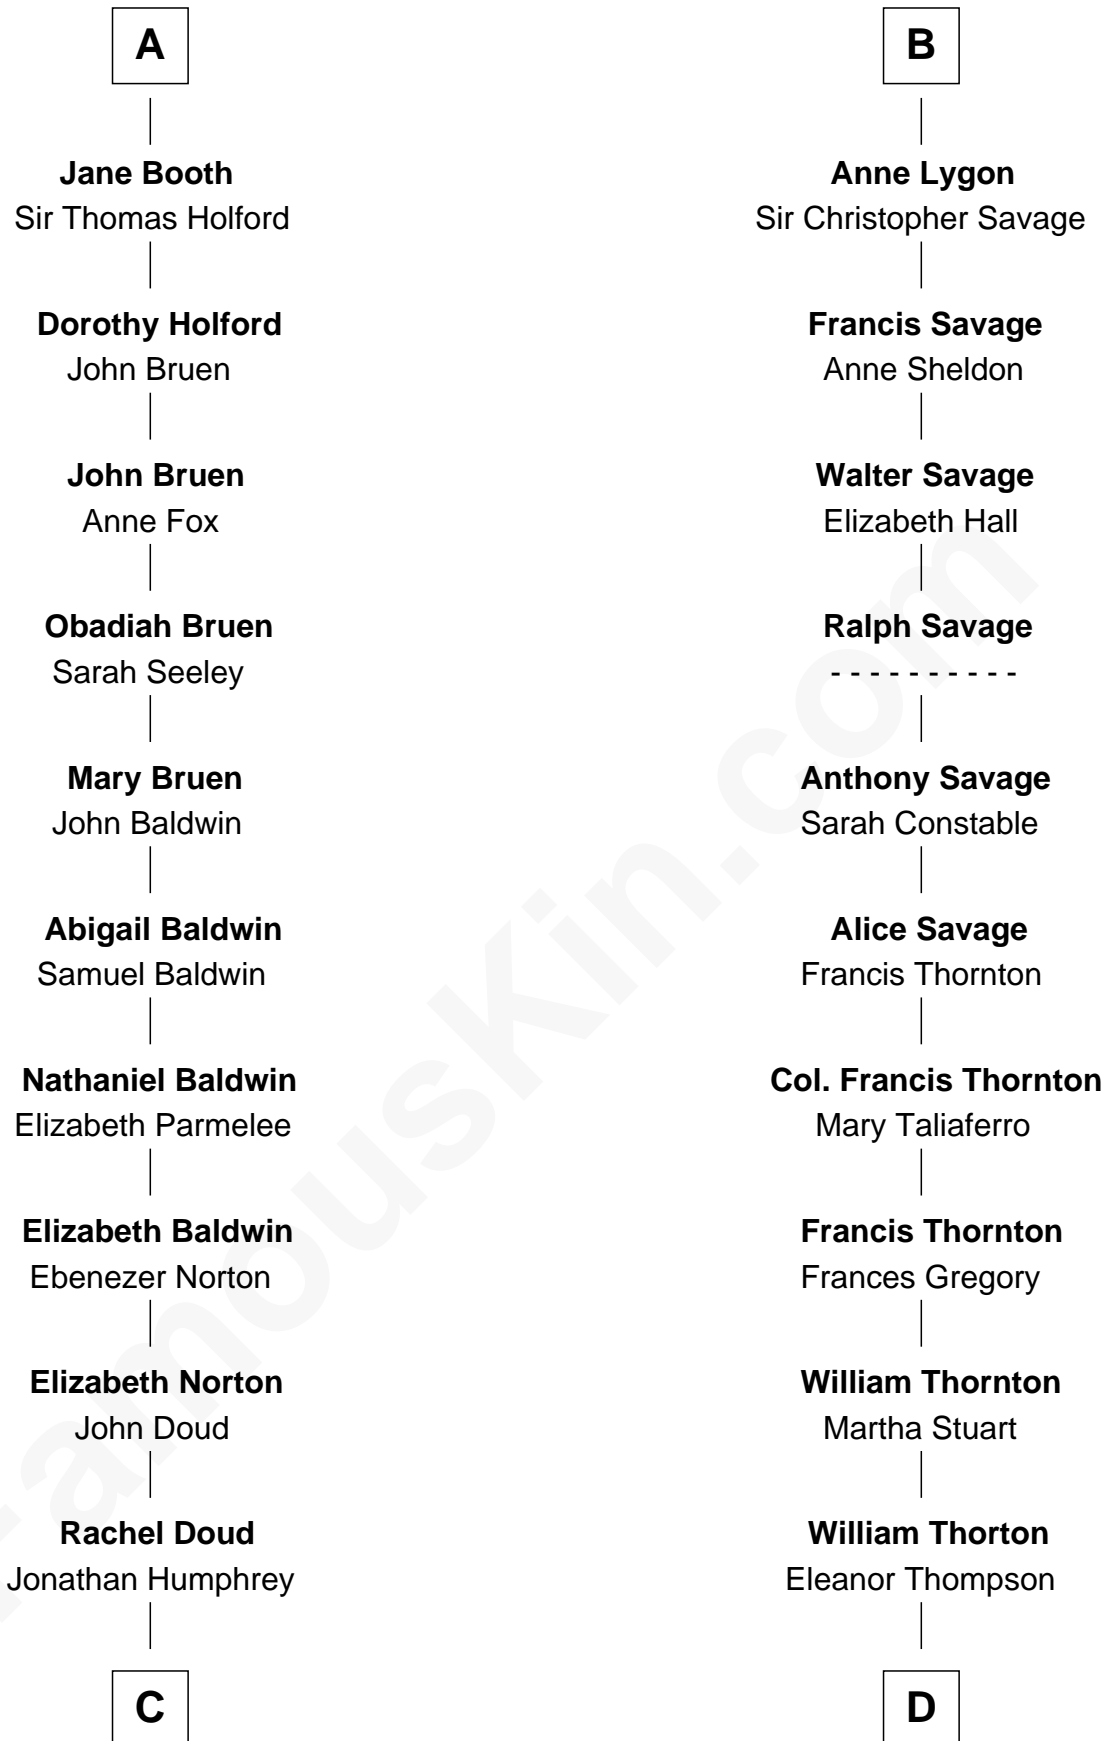 A
Jane Booth
Sir Thomas Holford
Dorothy Holford
John Bruen
John Bruen
Anne Fox
Obadiah Bruen
Sarah Seeley
Mary Bruen
John Baldwin
Abigail Baldwin
Samuel Baldwin
Nathaniel Baldwin
Elizabeth Parmelee
Elizabeth Baldwin
Ebenezer Norton
Elizabeth Norton
John Doud
Rachel Doud
Jonathan Humphrey
C
B
Anne Lygon
Sir Christopher Savage
Francis Savage
Anne Sheldon
Walter Savage
Elizabeth Hall
Ralph Savage
- - - - - - - - - -
Anthony Savage
Sarah Constable
Alice Savage
Francis Thornton
Col. Francis Thornton
Mary Taliaferro
Francis Thornton
Frances Gregory
William Thornton
Martha Stuart
William Thorton
Eleanor Thompson
D
FamousKin.com